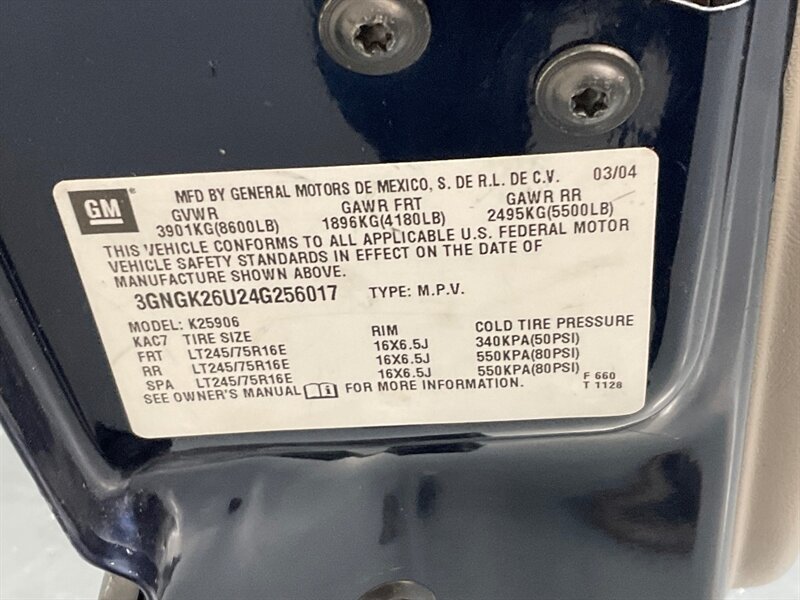 GM®
MFD BY GENERAL MOTORS DE MEXICO, S. DE R.L. DE C.V. 03/04
GVWR GAWR FRT GAWR RR
3901KG(8600LB) 1896KG(4180LB) 2495KG(5500LB)
THIS VEHICLE CONFORMS TO ALL APPLICABLE U.S. FEDERAL MOTOR
VEHICLE SAFETY STANDARDS IN EFFECT ON THE DATE OF
MANUFACTURE SHOWN ABOVE.
3GNGK26U24G256017 TYPE: M.P.V.
MODEL: K25906
KAC7 TIRE SIZE RIM COLD TIRE PRESSURE
FRT LT245/75R16E 16X6.5J 340KPA(50PSI)
RR LT245/75R16E 16X6.5J 550KPA(80PSI)
SPA LT245/75R16E 16X6.5J 550KPA(80PSI)
SEE OWNER'S MANUAL FOR MORE INFORMATION.
F 660
T 1128